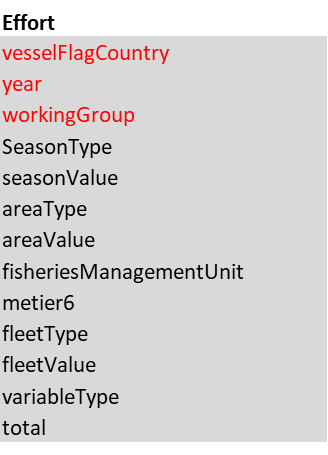 Effort
vesselFlagCountry
year
workingGroup
SeasonType
seasonValue
areaType
areaValue
fisheriesManagementUnit
metier6
fleetType
fleetValue
variableType
total